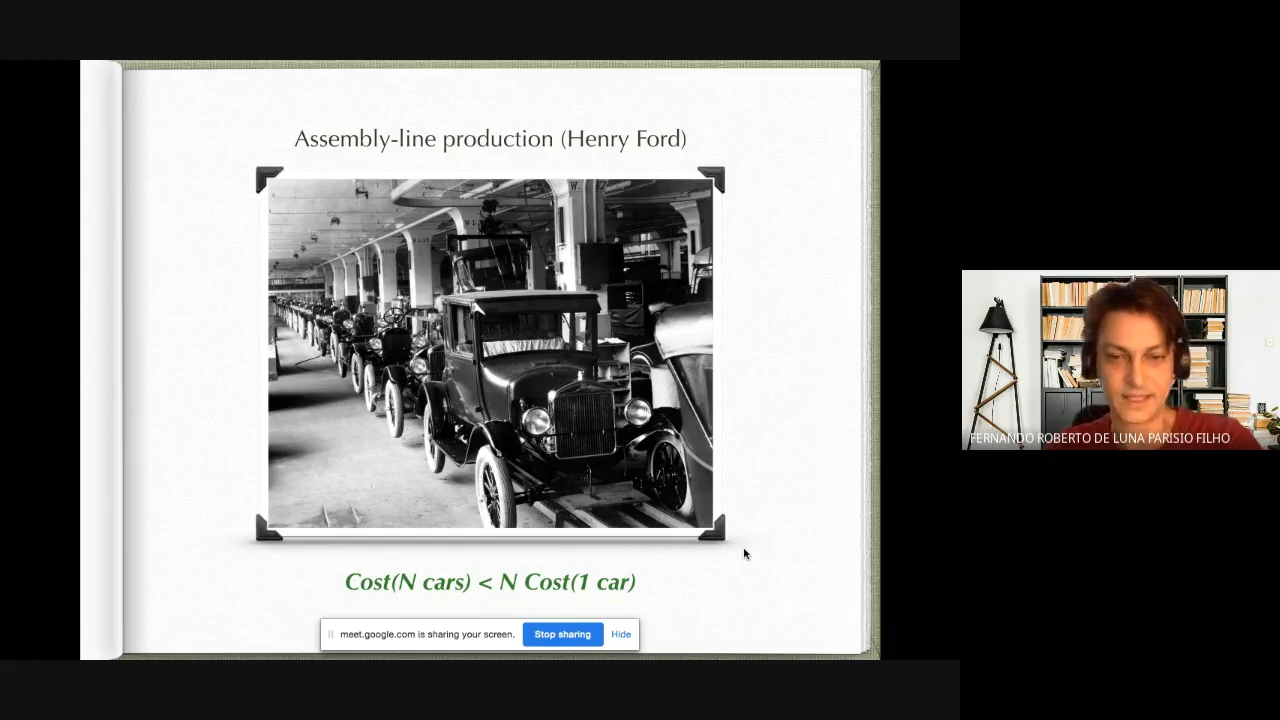 Assembly-line production (Henry Ford)
Cost(N cars) < N Cost(1 car)
meet.google.com is sharing your screen. Stop sharing Hide
FERNANDO ROBERTO DE LUNA PARISIO FILHO